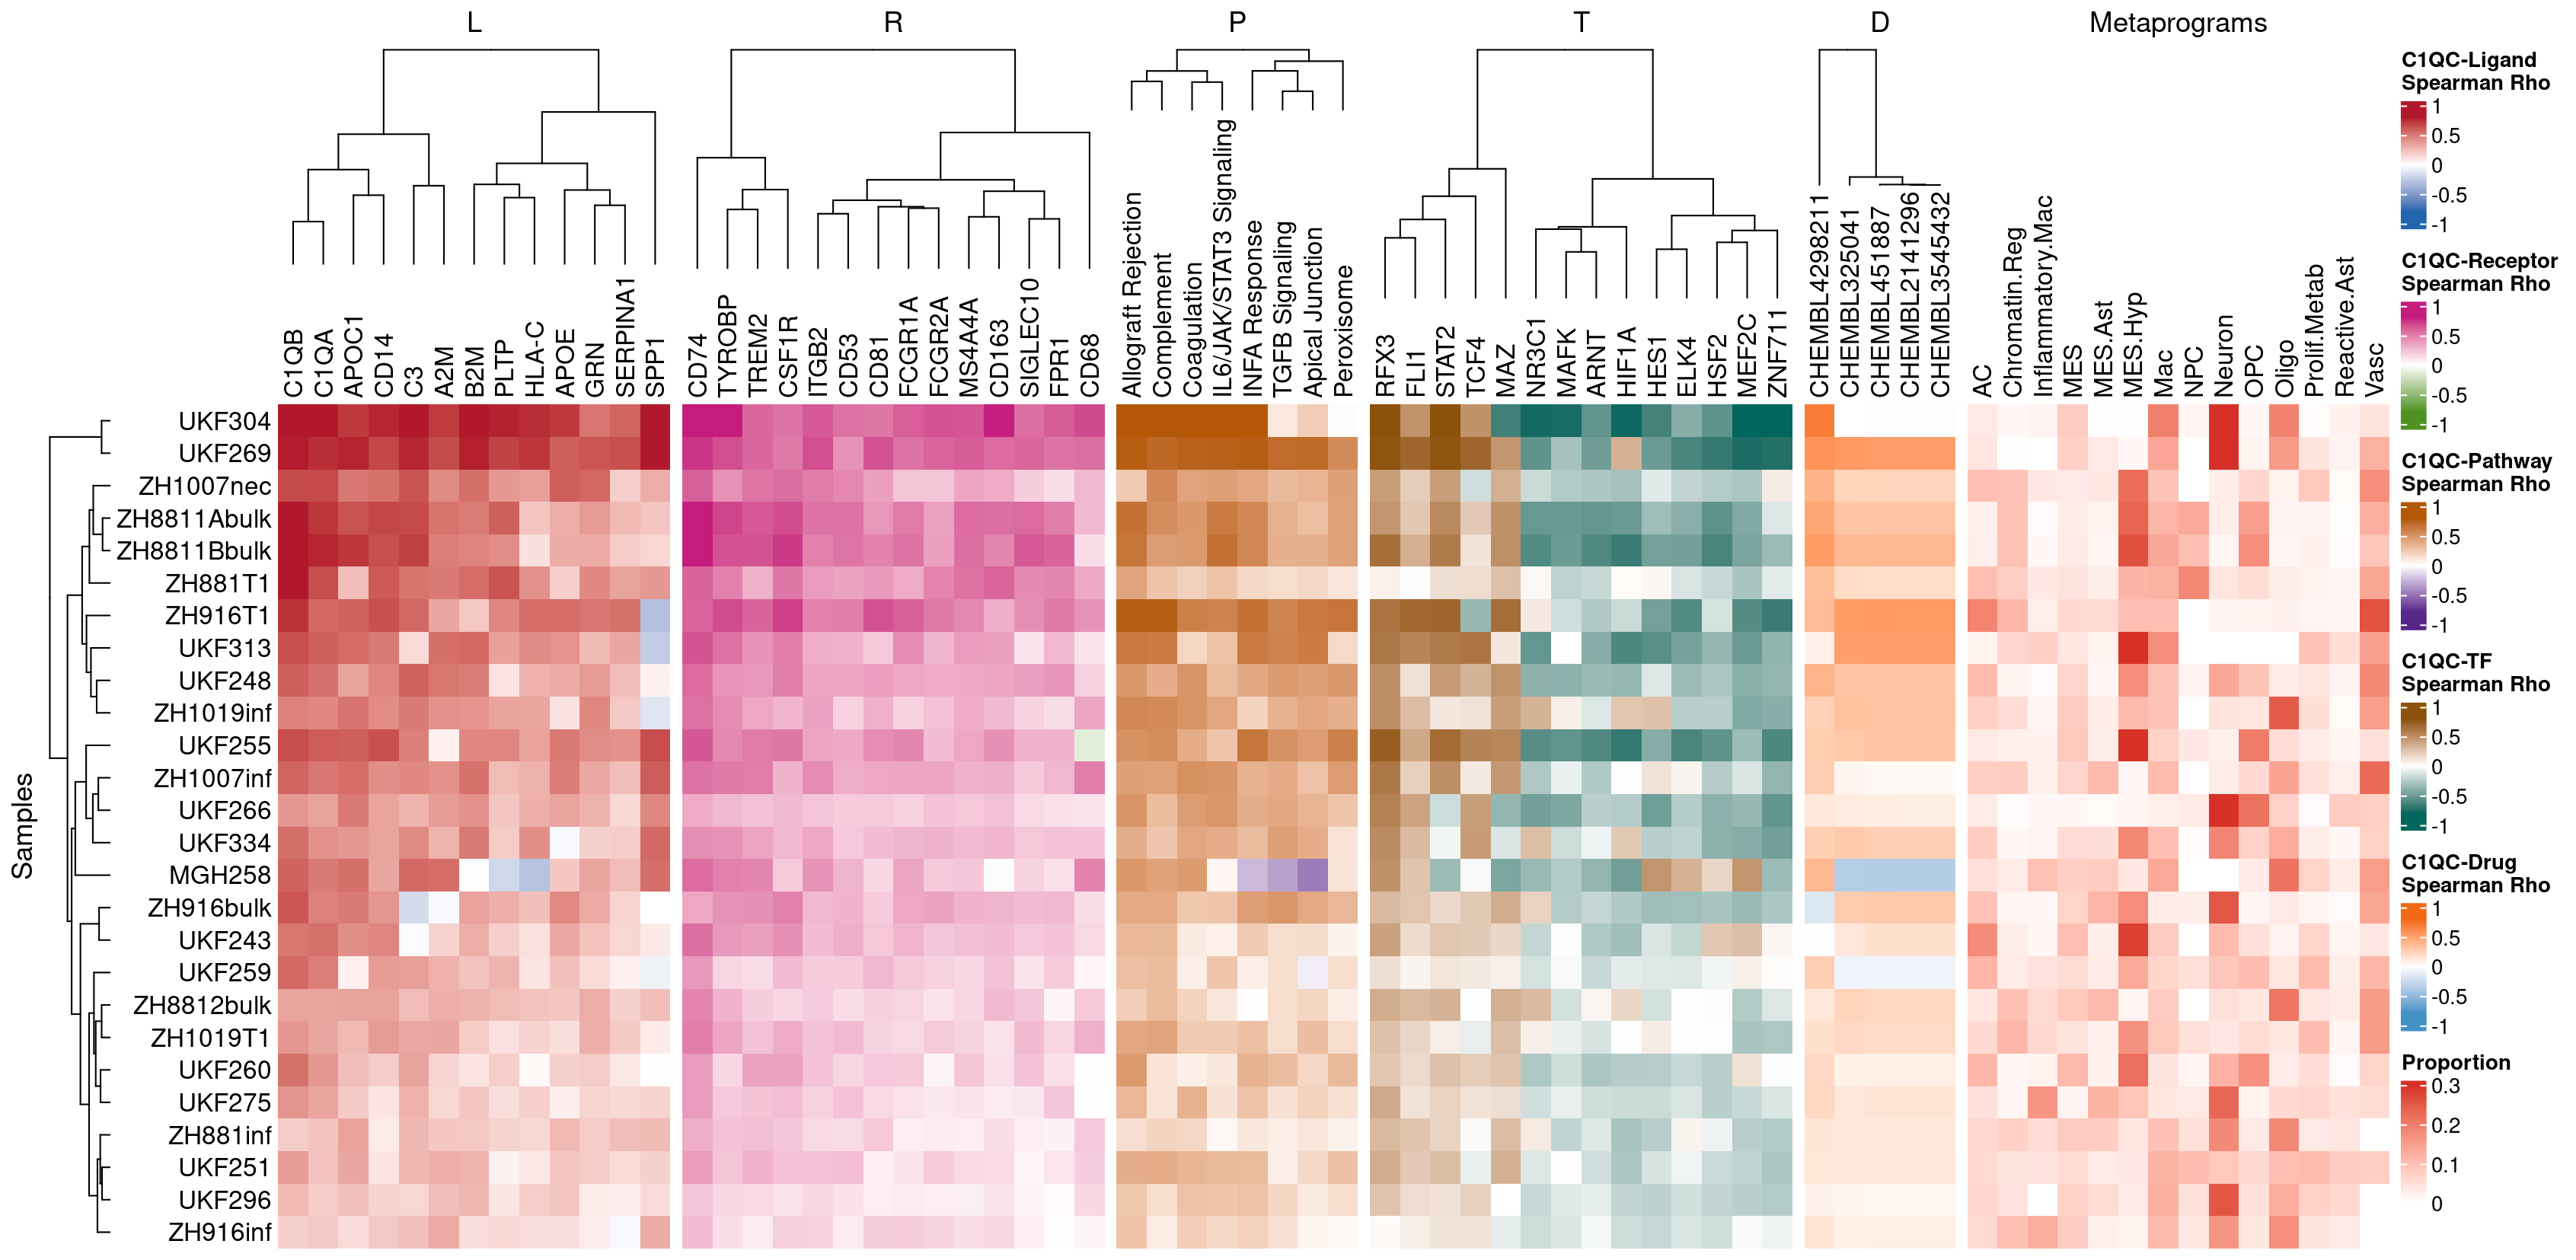 L
R
P
T
D
Metaprograms
C1QB
C1QA
APOC1
CD14
C3
A2M
B2M
PLTP
HLA-C
APOE
GRN
SERPINA1
SPP1
CD74
TYROBP
TREM2
CSF1R
ITGB2
CD53
CD81
FCGR1A
FCGR2A
MS4A4A
CD163
SIGLEC10
FPR1
CD68
Allograft Rejection
Complement
Coagulation
IL6/JAK/STAT3 Signaling
INFA Response
TGFB Signaling
Apical Junction
Peroxisome
RFX3
FLI1
STAT2
TCF4
MAZ
NR3C1
MAFK
ARNT
HIF1A
HES1
ELK4
HSF2
MEF2C
ZNF711
CHEMBL4298211
CHEMBL325041
CHEMBL451887
CHEMBL2141296
CHEMBL3545432
AC
Chromatin.Reg
Inflammatory.Mac
MES
MES.Ast
MES.Hyp
Mac
NPC
Neuron
OPC
Oligo
Prolif.Metab
Reactive.Ast
Vasc
Samples
UKF304
UKF269
ZH1007nec
ZH8811Abulk
ZH8811Bbulk
ZH881T1
ZH916T1
UKF313
UKF248
ZH1019inf
UKF255
ZH1007inf
UKF266
UKF334
MGH258
ZH916bulk
UKF243
UKF259
ZH8812bulk
ZH1019T1
UKF260
UKF275
ZH881inf
UKF251
UKF296
ZH916inf
C1QC-Ligand
Spearman Rho
1
0.5
0
-0.5
-1
C1QC-Receptor
Spearman Rho
1
0.5
0
-0.5
-1
C1QC-Pathway
Spearman Rho
1
0.5
0
-0.5
-1
C1QC-TF
Spearman Rho
1
0.5
0
-0.5
-1
C1QC-Drug
Spearman Rho
1
0.5
0
-0.5
-1
Proportion
0.3
0.2
0.1
0